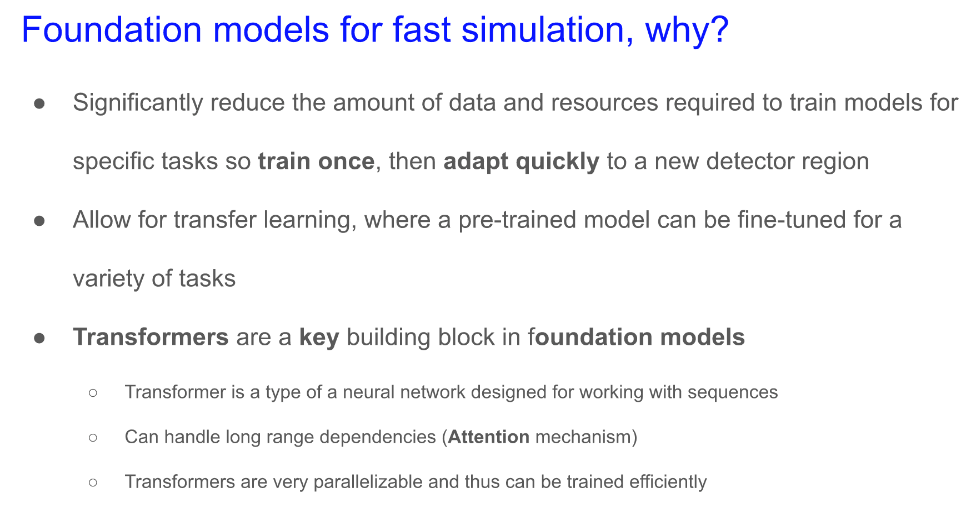 Foundation models for fast simulation, why?
● Significantly reduce the amount of data and resources required to train models for
specific tasks so train once, then adapt quickly to a new detector region
● Allow for transfer learning, where a pre-trained model can be fine-tuned for a
variety of tasks
● Transformers are a key building block in foundation models
○ Transformer is a type of a neural network designed for working with sequences
○ Can handle long range dependencies (Attention mechanism)
○ Transformers are very parallelizable and thus can be trained efficiently